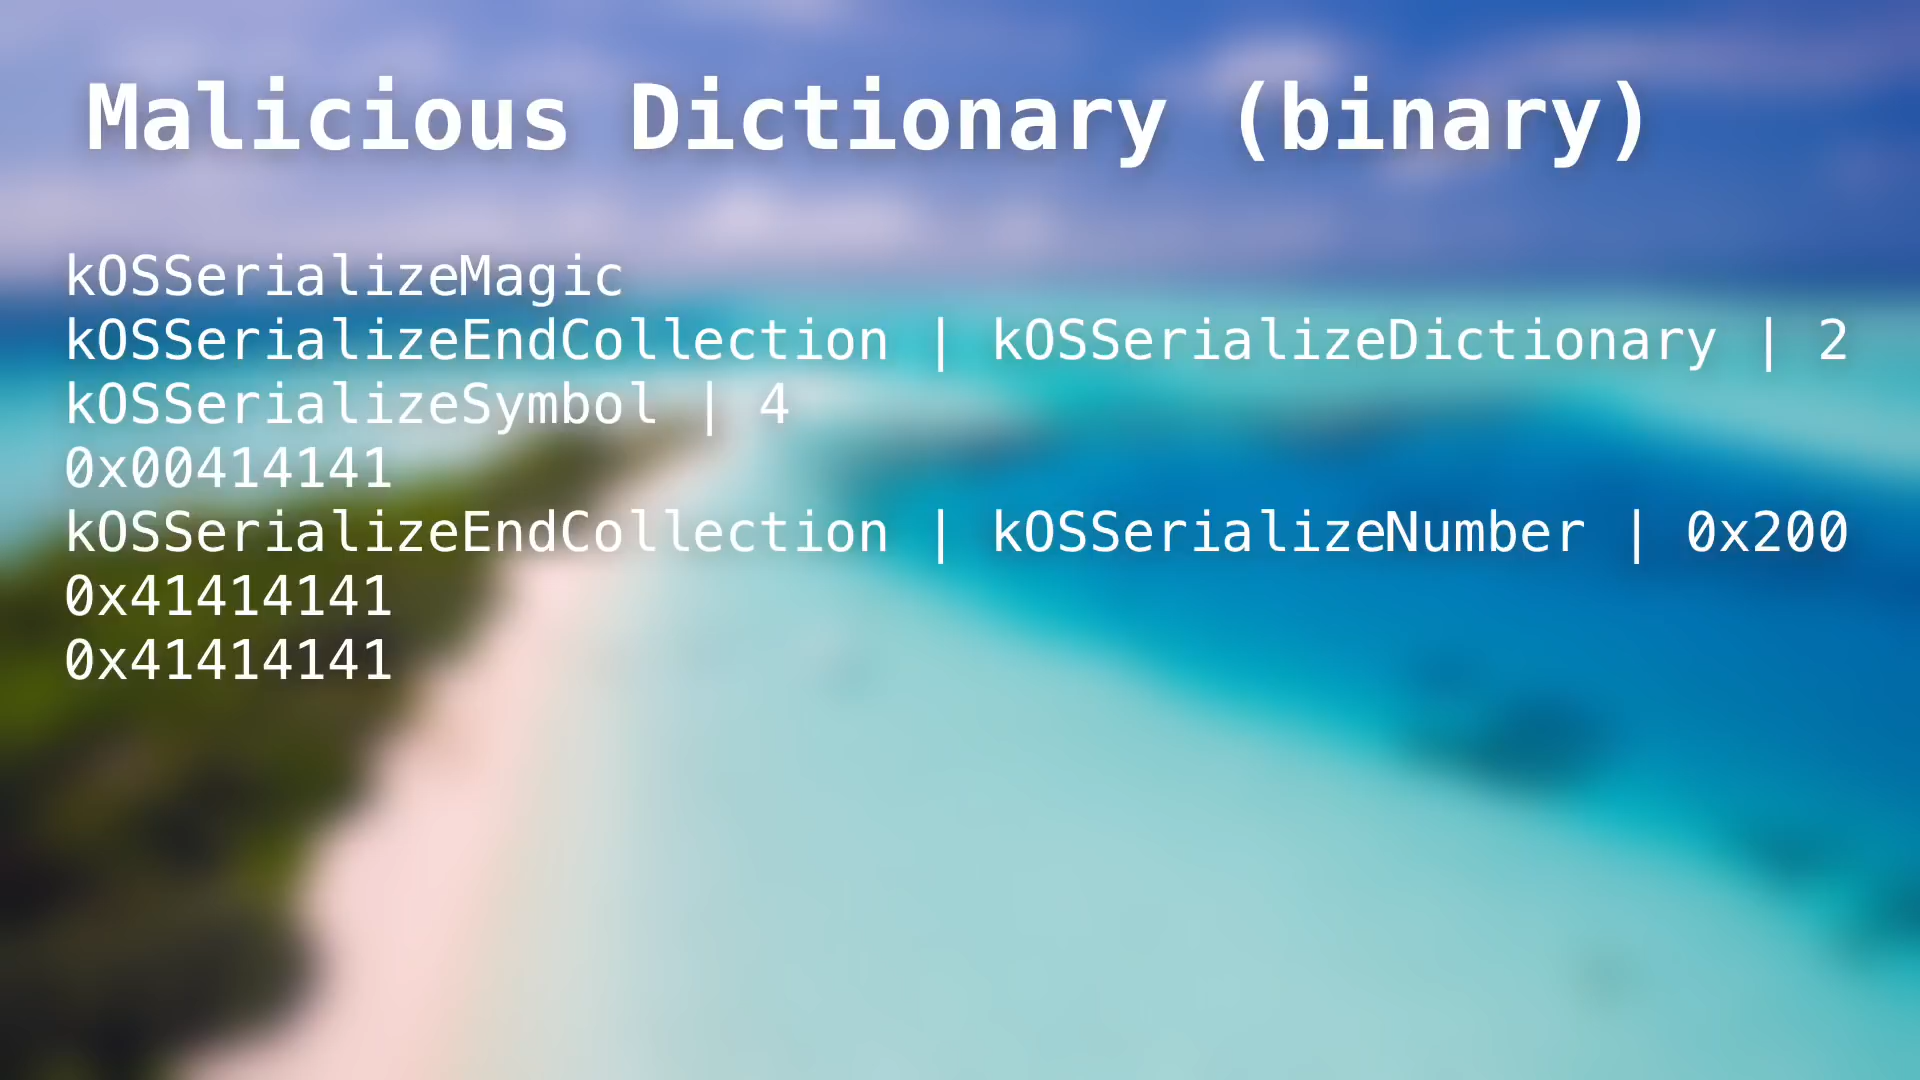 Malicious Dictionary (binary)
kOSSerializeMagic
kOSSerializeEndCollection | kOSSerializeDictionary | 2
kOSSerializeSymbol | 4
0x00414141
kOSSerializeEndCollection | kOSSerializeNumber | 0x200
0x41414141
0x41414141